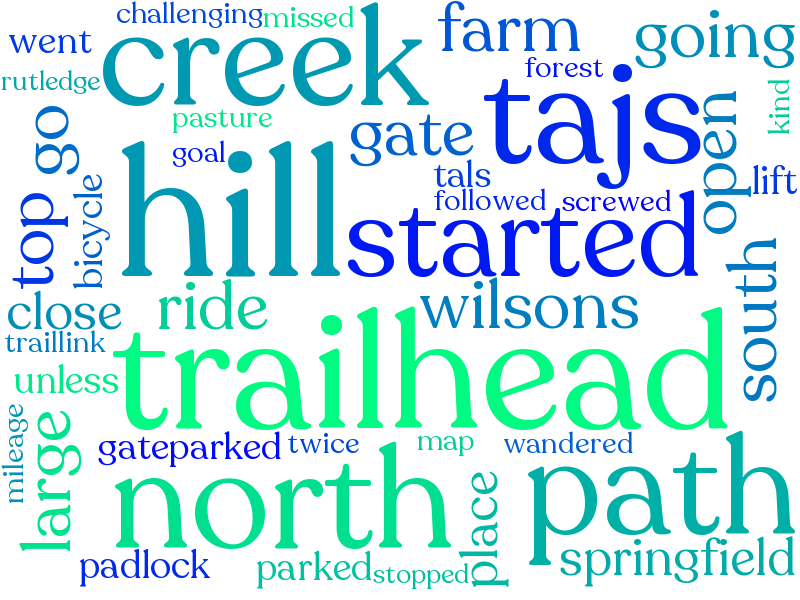 challenging
missed
went
creek
farm
going
rutledge
forest
tajs
kind
pasture
go
gate
open
goal
hill
tals
lift
top
bicycle
followed
screwed
started
south
close
ride
wilsons
traillink
trailhead
unless
mileage
large
gateparked
twice
map
wandered
north
path
place
padlock
parked
stopped
springfield